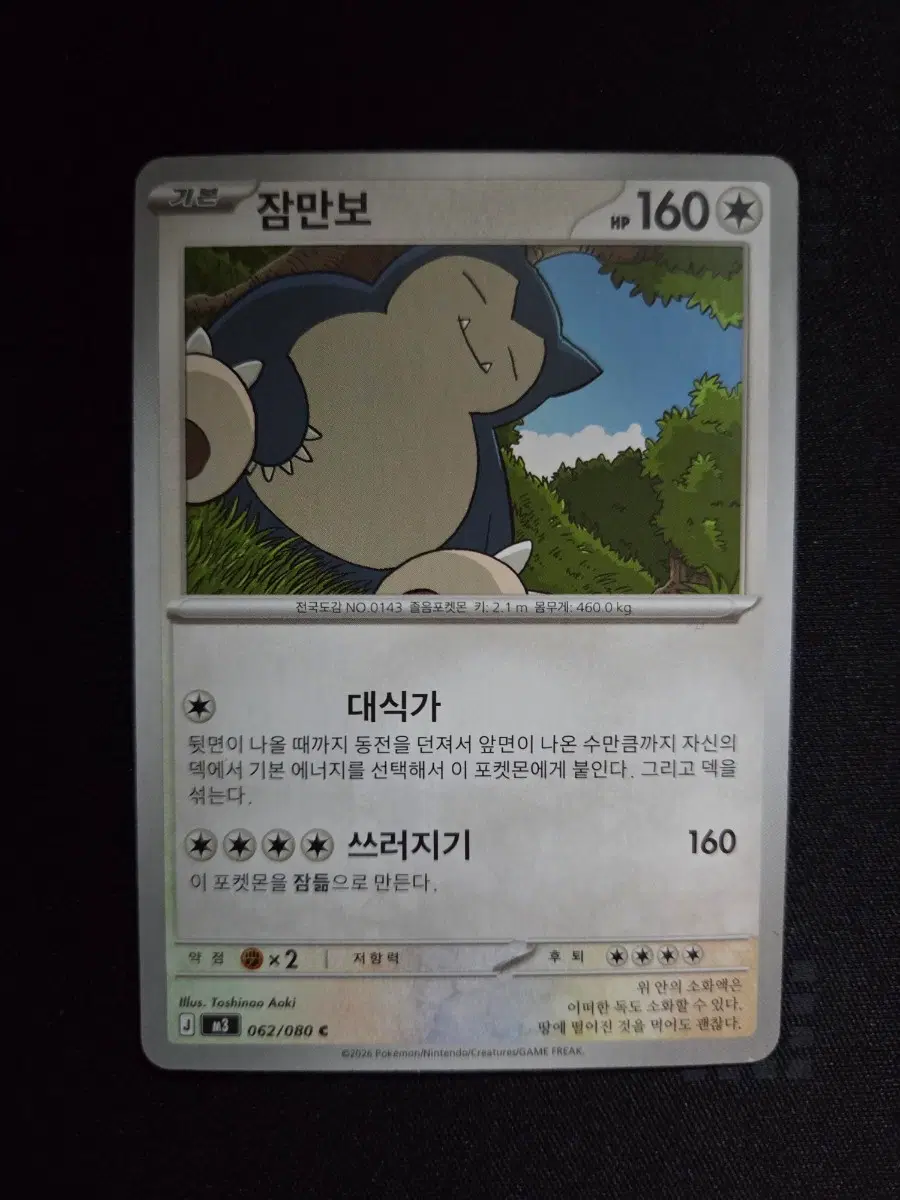 기본 잠만보 HP 160
전국도감 NO.0143 졸음포켓몬 키: 2.1 m 몸무게: 460.0 kg
대식가
뒷면이 나올 때까지 동전을 던져서 앞면이 나온 수만큼까지 자신의
덱에서 기본 에너지를 선택해서 이 포켓몬에게 붙인다. 그리고 덱을
섞는다.
쓰러지기 160
이 포켓몬을 잠듦으로 만든다.
약점 ×2 저항력 후퇴
위 안의 소화액은
어떠한 독도 소화할 수 있다.
땅에 떨어진 것을 먹어도 괜찮다.
Illus. Toshinao Aoki
J M3 062/080 C
©2026 Pokémon/Nintendo/Creatures/GAME FREAK.